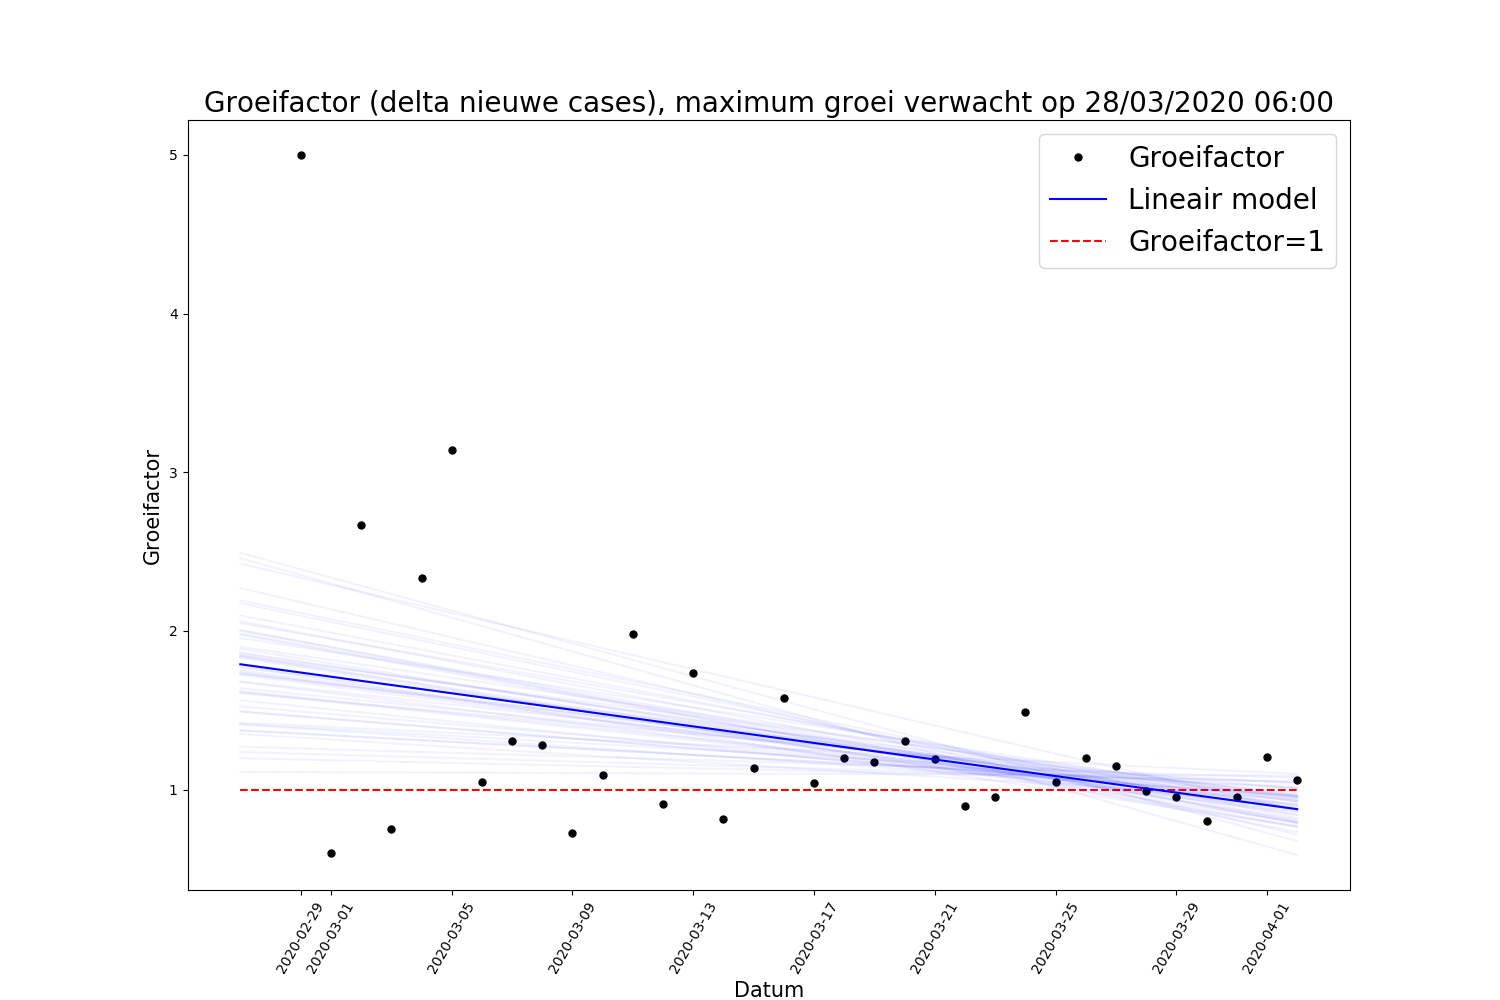 Groeifactor (delta nieuwe cases), maximum groei verwacht op 28/03/2020 06:00
Groeifactor
Lineair model
Groeifactor=1
5
4
3
2
1
Groeifactor
2020-02-29
2020-03-01
2020-03-05
2020-03-09
2020-03-13
2020-03-17
2020-03-21
2020-03-25
2020-03-29
2020-04-01
Datum